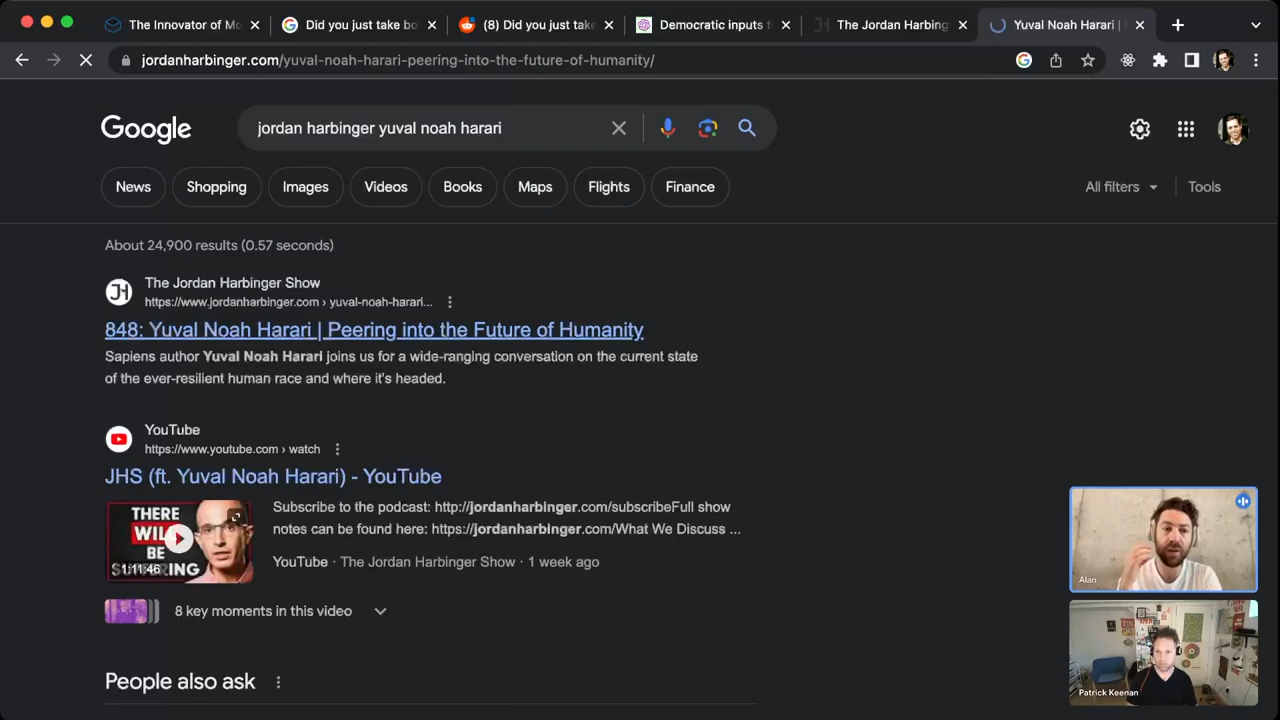 The Innovator of Mo
Did you just take bo
(8) Did you just take
Democratic inputs t
The Jordan Harbing
Yuval Noah Harari |
jordanharbinger.com/yuval-noah-harari-peering-into-the-future-of-humanity/
Google
jordan harbinger yuval noah harari
News
Shopping
Images
Videos
Books
Maps
Flights
Finance
All filters
Tools
About 24,900 results (0.57 seconds)
JH
The Jordan Harbinger Show
https://www.jordanharbinger.com › yuval-noah-harari...
848: Yuval Noah Harari | Peering into the Future of Humanity
Sapiens author Yuval Noah Harari joins us for a wide-ranging conversation on the current state
of the ever-resilient human race and where it's headed.
YouTube
https://www.youtube.com › watch
JHS (ft. Yuval Noah Harari) - YouTube
THERE
WILL
BE
SUFFERING
1:11:46
Subscribe to the podcast: http://jordanharbinger.com/subscribeFull show
notes can be found here: https://jordanharbinger.com/What We Discuss ...
YouTube · The Jordan Harbinger Show · 1 week ago
8 key moments in this video
People also ask
Alan
Patrick Keenan